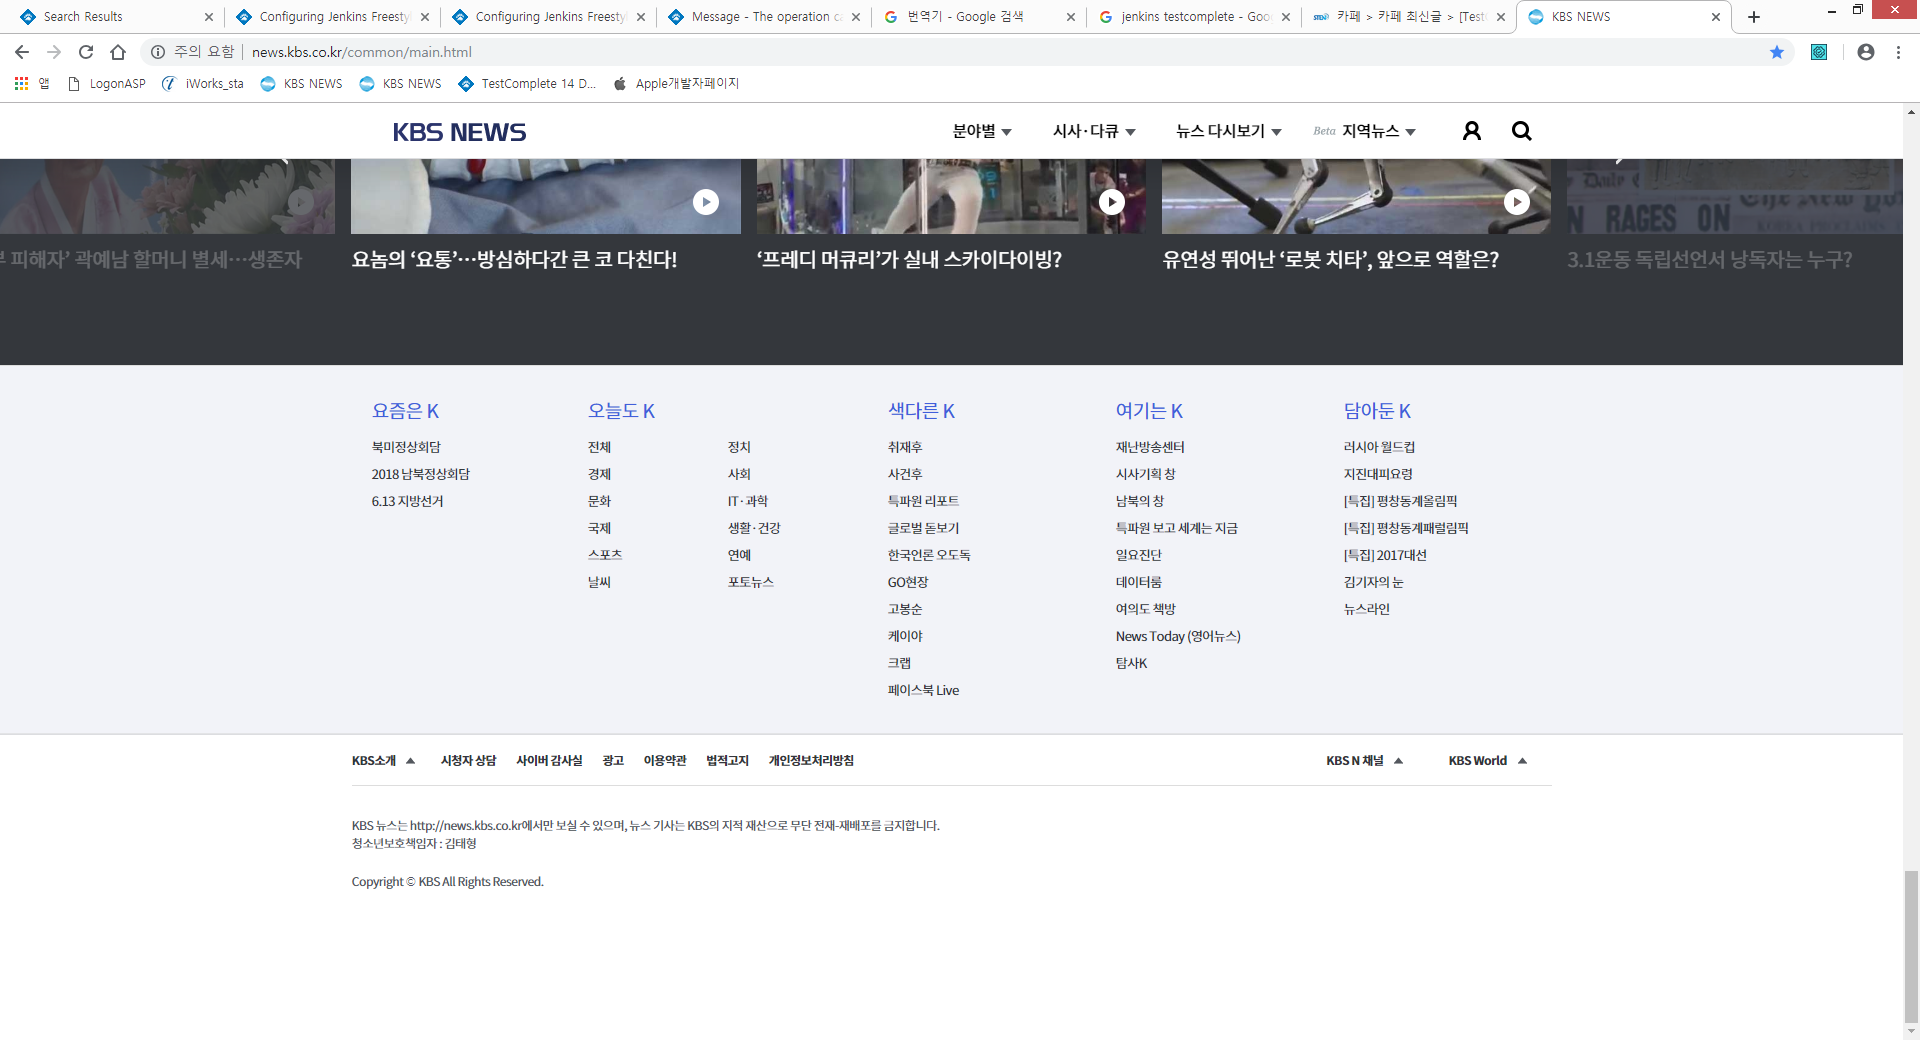 Search Results
Configuring Jenkins Freesty
Configuring Jenkins Freesty
Message - The operation c
번역기 - Google 검색
jenkins testcomplete - Goo
카페 > 카페 최신글 > [Test
KBS NEWS
주의 요함 | news.kbs.co.kr/common/main.html
앱
LogonASP
iWorks_sta
KBS NEWS
KBS NEWS
TestComplete 14 D...
Apple개발자페이지
KBS NEWS
분야별
시사·다큐
뉴스 다시보기
Beta 지역뉴스
RAGES ON
피해자’ 곽예남 할머니 별세…생존자
요놈의 ‘요통’…방심하다간 큰 코 다친다!
‘프레디 머큐리’가 실내 스카이다이빙?
유연성 뛰어난 ‘로봇 치타’, 앞으로 역할은?
3.1운동 독립선언서 낭독자는 누구?
요즘은 K
북미정상회담
2018 남북정상회담
6.13 지방선거
오늘도 K
전체
정치
경제
사회
문화
IT·과학
국제
생활·건강
스포츠
연예
날씨
포토뉴스
색다른 K
취재후
사건후
특파원 리포트
글로벌 돋보기
한국언론 오도독
GO현장
고봉순
케이야
크랩
페이스북 Live
여기는 K
재난방송센터
시사기획 창
남북의 창
특파원 보고 세계는 지금
일요진단
데이터룸
여의도 책방
News Today (영어뉴스)
탐사K
담아둔 K
러시아 월드컵
지진대피요령
[특집] 평창동계올림픽
[특집] 평창동계패럴림픽
[특집] 2017대선
김기자의 눈
뉴스라인
KBS소개
시청자 상담
사이버 감사실
광고
이용약관
법적고지
개인정보처리방침
KBS N 채널
KBS World
KBS 뉴스는 http://news.kbs.co.kr에서만 보실 수 있으며, 뉴스 기사는 KBS의 지적 재산으로 무단 전재-재배포를 금지합니다.
청소년보호책임자 : 김태형
Copyright © KBS All Rights Reserved.